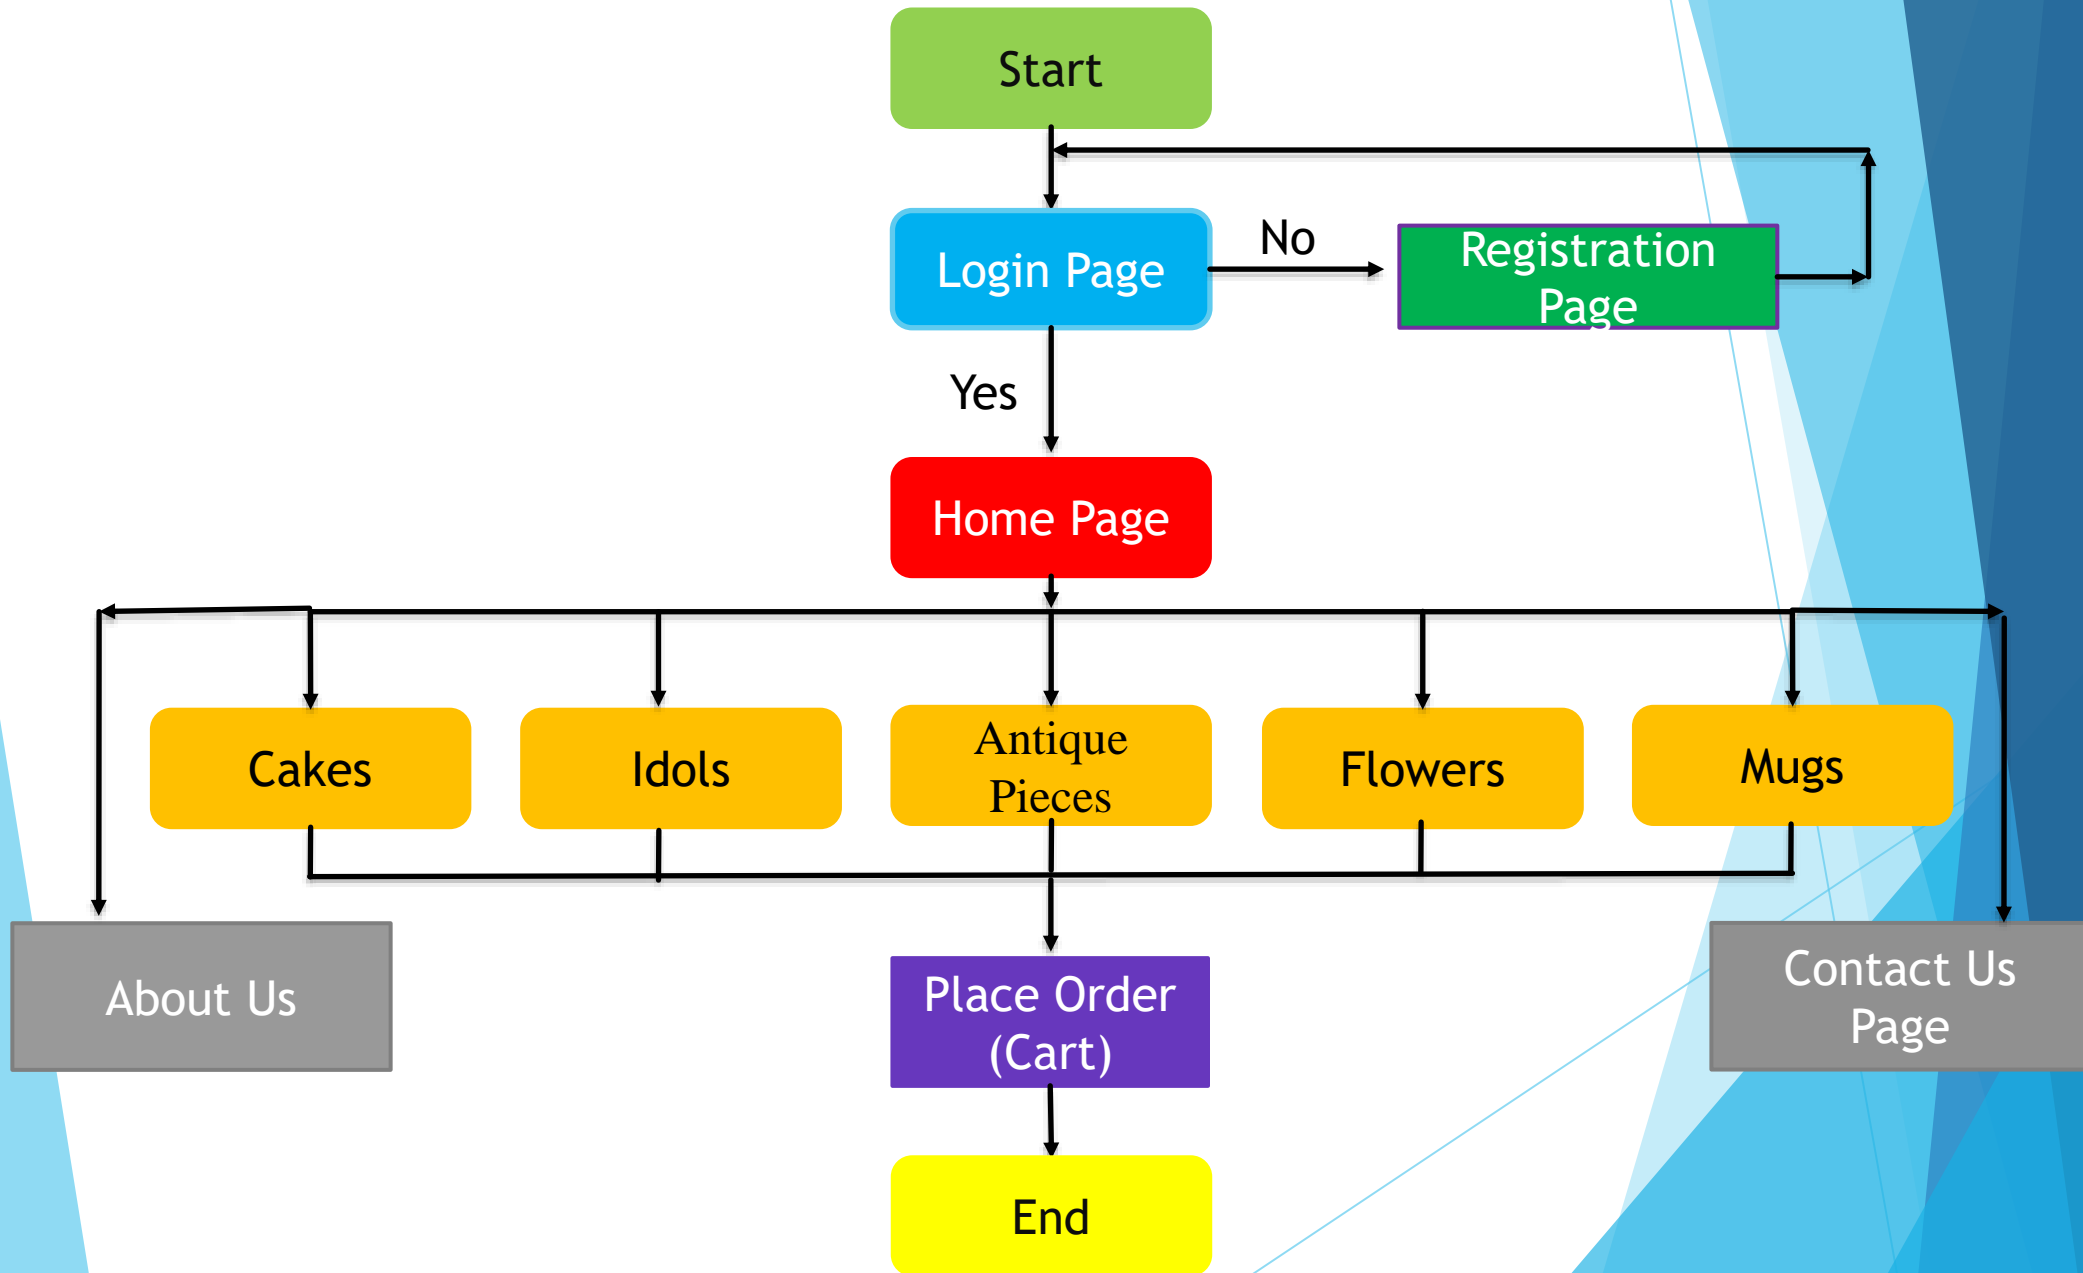 Start
Login Page
No
Registration
Page
Yes
Home Page
Cakes
Idols
Antique
Pieces
Flowers
Mugs
About Us
Place Order
(Cart)
Contact Us
Page
End